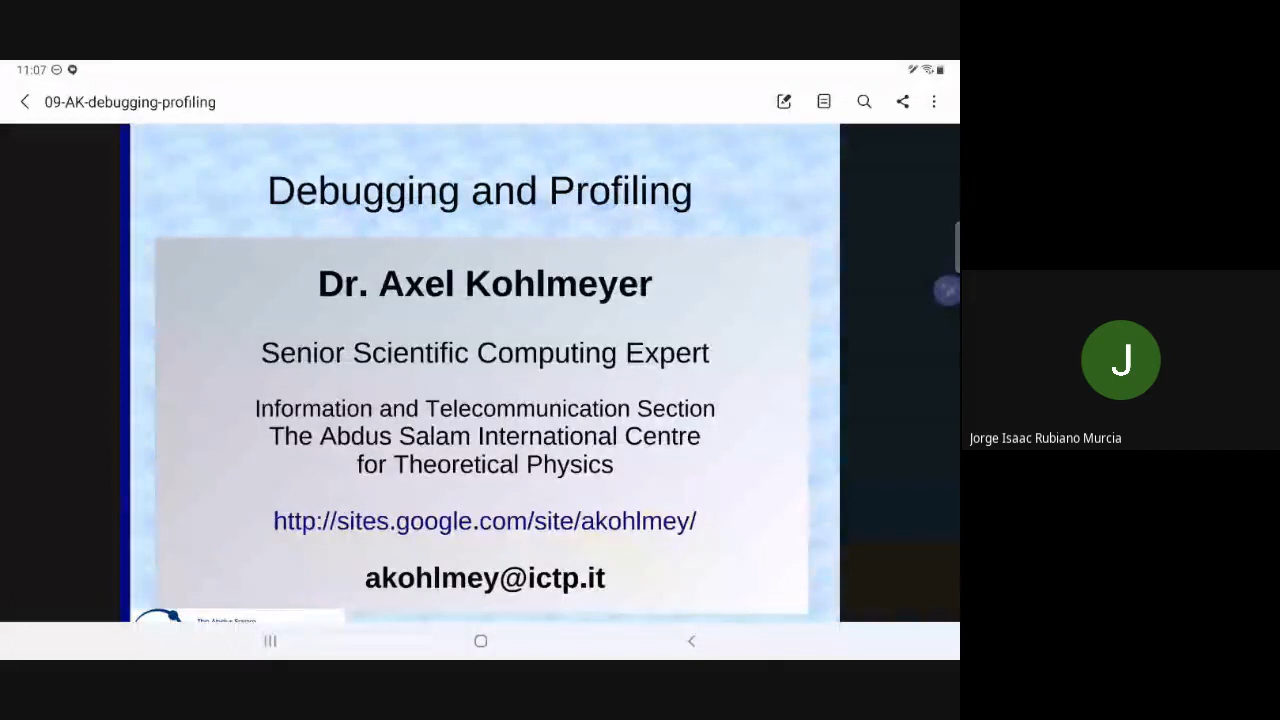 11:07
09-AK-debugging-profiling
Debugging and Profiling
Dr. Axel Kohlmeyer
Senior Scientific Computing Expert
Information and Telecommunication Section
The Abdus Salam International Centre
for Theoretical Physics
http://sites.google.com/site/akohlmey/
akohlmey@ictp.it
J
Jorge Isaac Rubiano Murcia